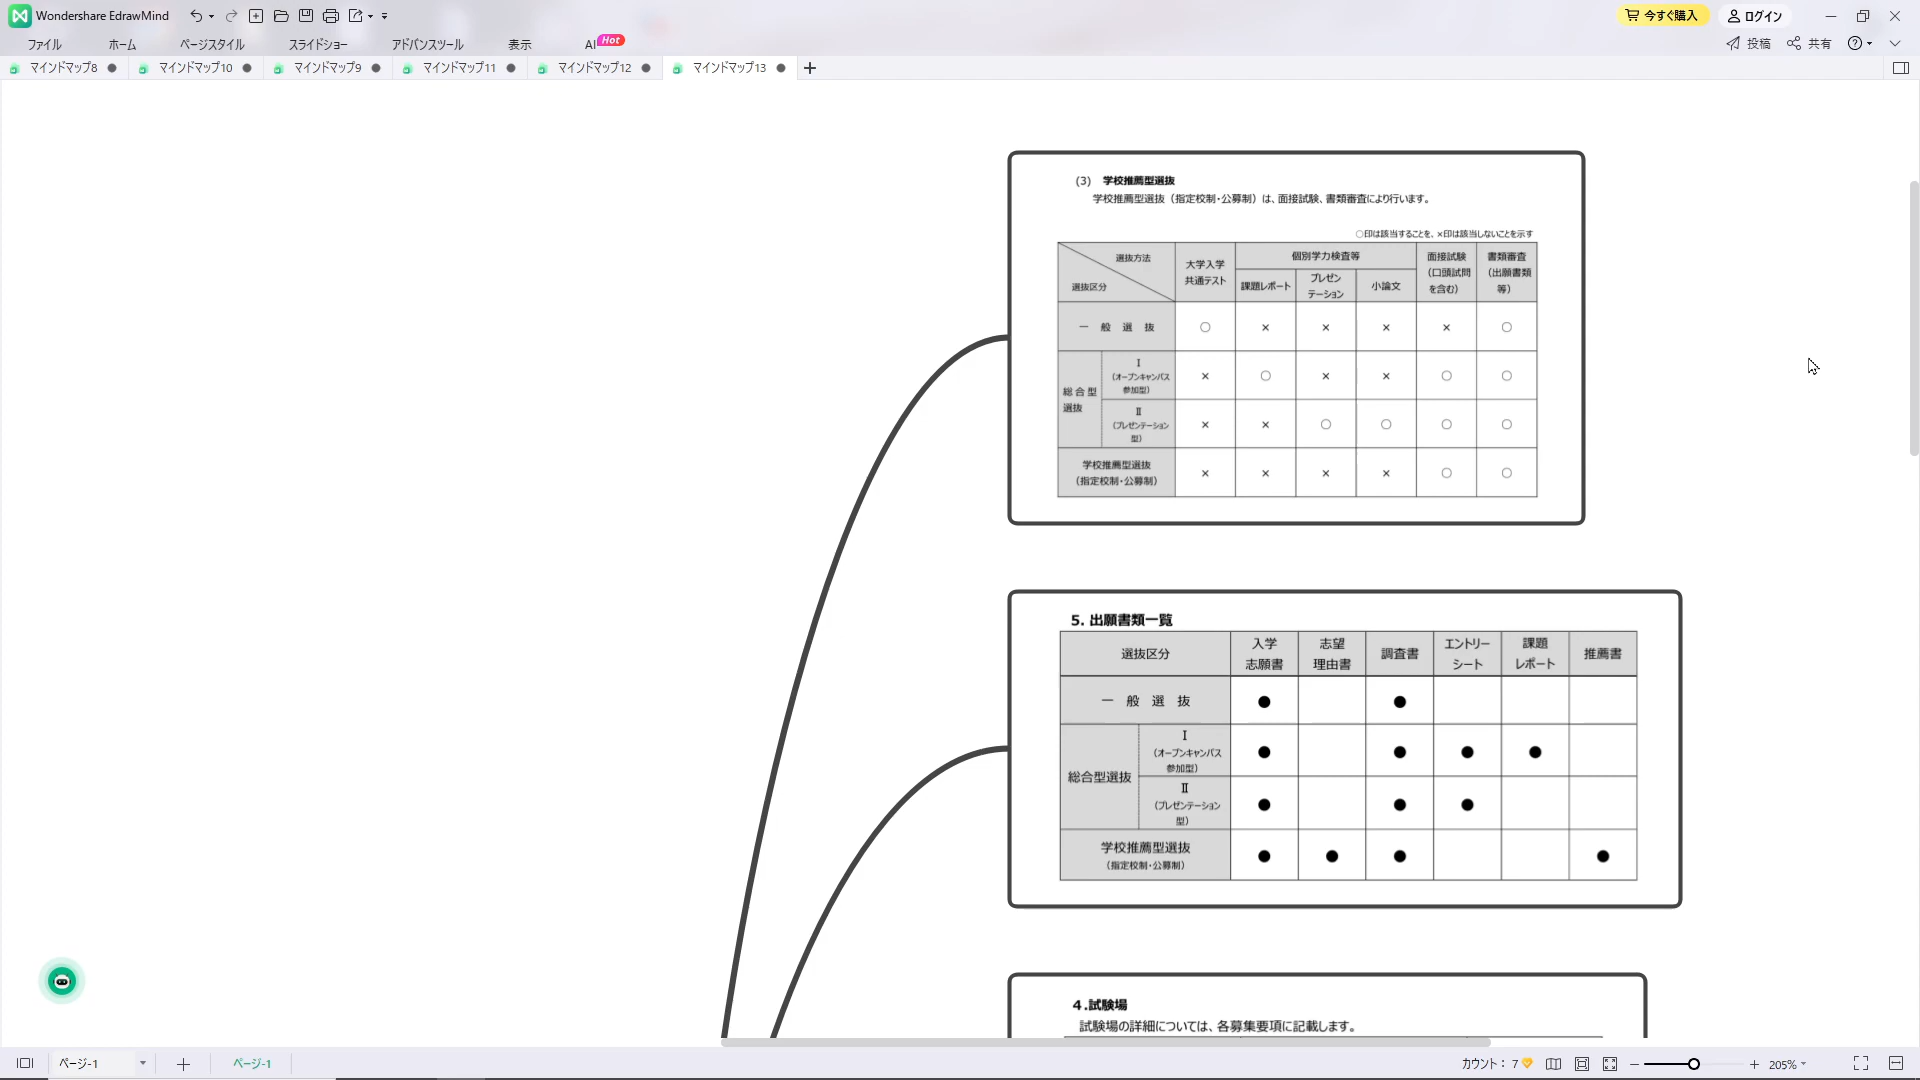 Wondershare EdrawMind
今すぐ購入
ログイン
ファイル
ホーム
ページスタイル
スライドショー
アドバンスツール
表示
AI
Hot
投稿
共有
マインドマップ8
マインドマップ10
マインドマップ9
マインドマップ11
マインドマップ12
マインドマップ13
(3) 学校推薦型選抜
学校推薦型選抜（指定校制・公募制）は、面接試験、書類審査により行います。
○印は該当することを、×印は該当しないことを示す
選抜方法
選抜区分
大学入学
共通テスト
個別学力検査等
課題レポート
プレゼン
テーション
小論文
面接試験
（口頭試問
を含む）
書類審査
（出願書類
等）
一 般 選 抜 ○ × × × × ○
総 合 型
選抜
Ⅰ
（オープンキャンパス
参加型）
× ○ × × ○ ○
Ⅱ
（プレゼンテーション
型）
× × ○ ○ ○ ○
学校推薦型選抜
（指定校制・公募制）
× × × × ○ ○
5. 出願書類一覧
選抜区分
入学
志願書
志望
理由書
調査書
エントリー
シート
課題
レポート
推薦書
一 般 選 抜 ● ●
総合型選抜
Ⅰ
（オープンキャンパス
参加型）
● ● ● ●
Ⅱ
（プレゼンテーション
型）
● ● ●
学校推薦型選抜
（指定校制・公募制）
● ● ● ●
４.試験場
試験場の詳細については、各募集要項に記載します。
ページ-1
ページ-1
カウント： 7
205%